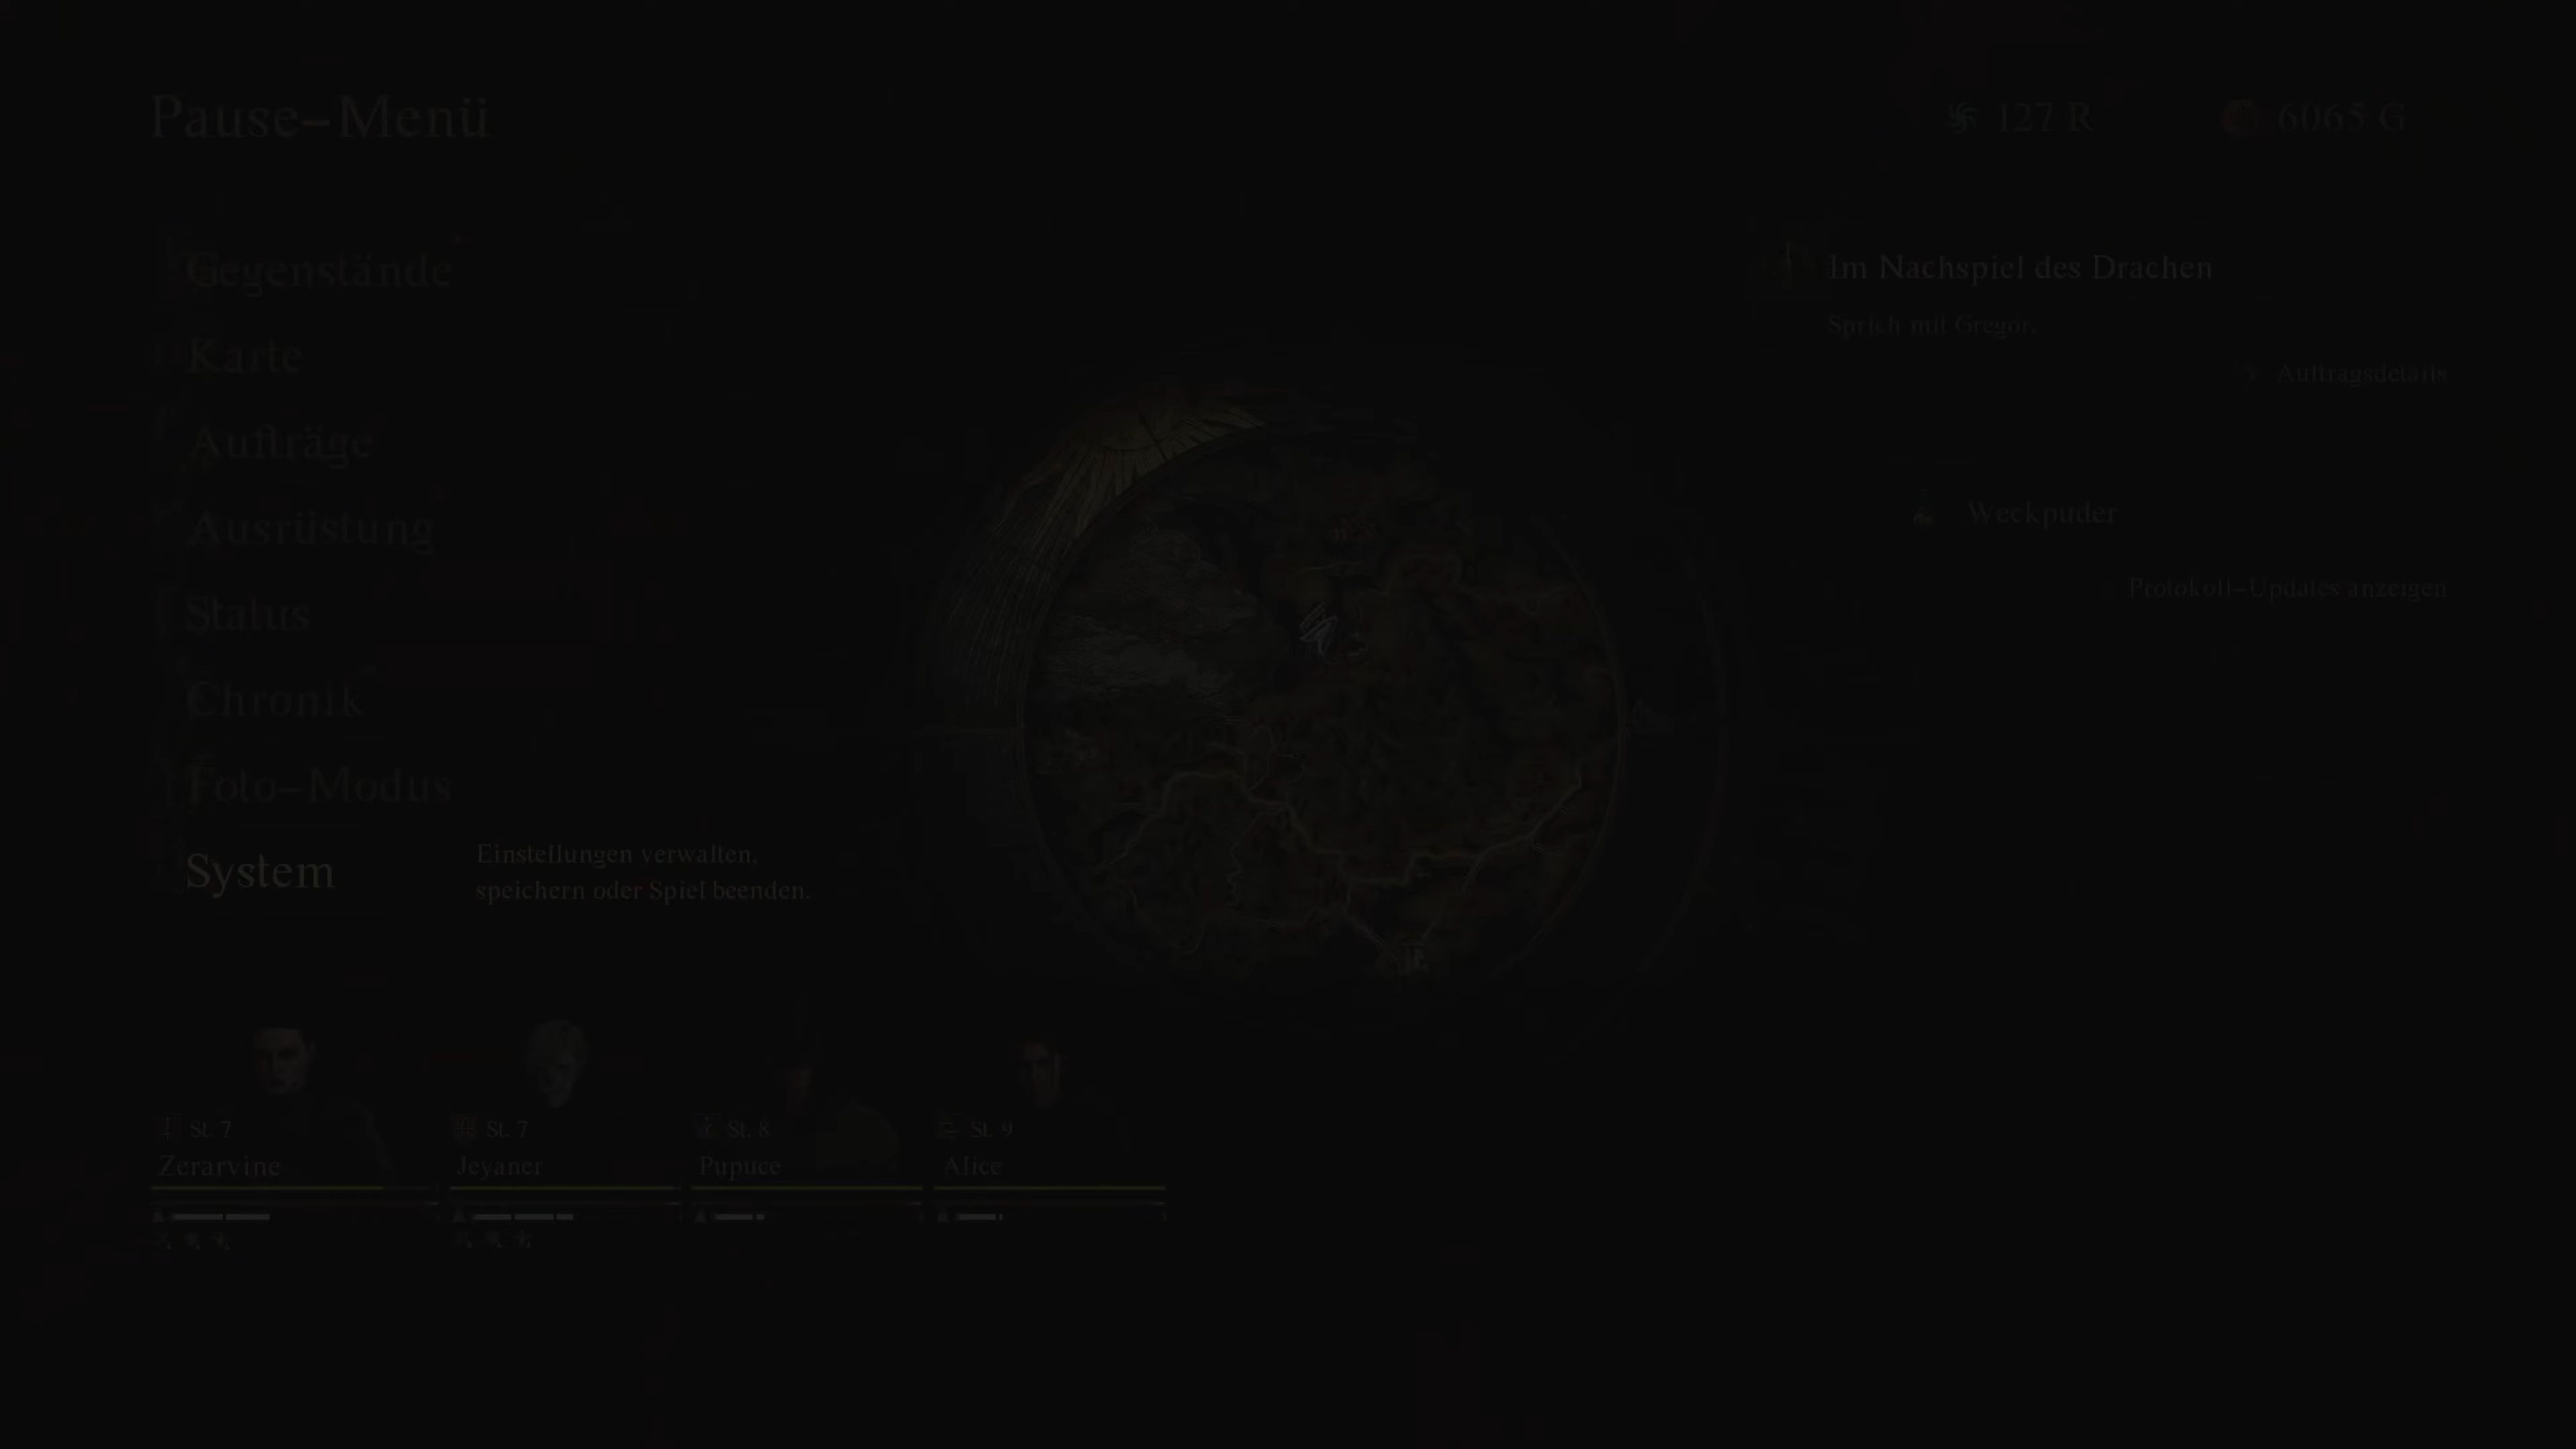 Pause-Menü
127 R
6065 G
Gegenstände
Karte
Aufträge
Ausrüstung
Status
Chronik
Foto-Modus
System
Einstellungen verwalten,
speichern oder Spiel beenden.
Im Nachspiel des Drachen
Sprich mit Gregor.
Auftragsdetails
Weckpuder
Protokoll-Updates anzeigen
St. 7
Zerarvine
St. 7
Jeyaner
St. 8
Pupuce
St. 9
Alice